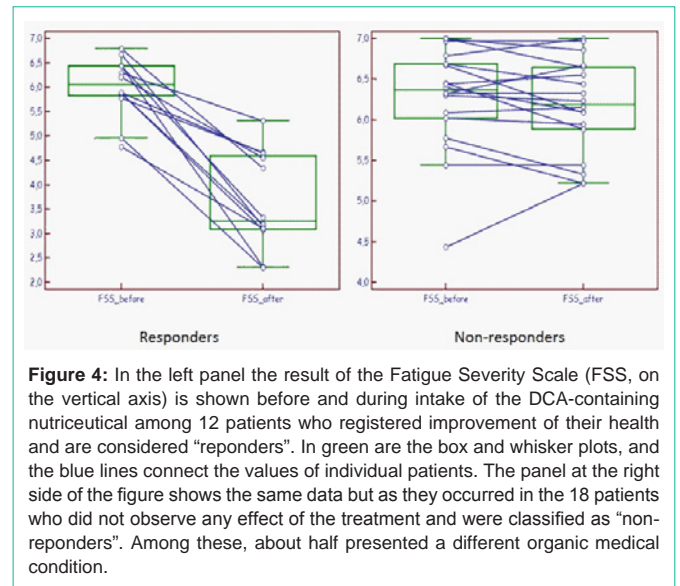 7,0
6,5
6,0
5,5
5,0
4,5
4,0
3,5
3,0
2,5
2,0
FSS_before FSS_after
Responders
7,0
6,5
6,0
5,5
5,0
4,5
4,0
FSS_before FSS_after
Non-responders
Figure 4: In the left panel the result of the Fatigue Severity Scale (FSS, on
the vertical axis) is shown before and during intake of the DCA-containing
nutriceutical among 12 patients who registered improvement of their health
and are considered “reponders”. In green are the box and whisker plots, and
the blue lines connect the values of individual patients. The panel at the right
side of the figure shows the same data but as they occurred in the 18 patients
who did not observe any effect of the treatment and were classified as “non-
reponders”. Among these, about half presented a different organic medical
condition.